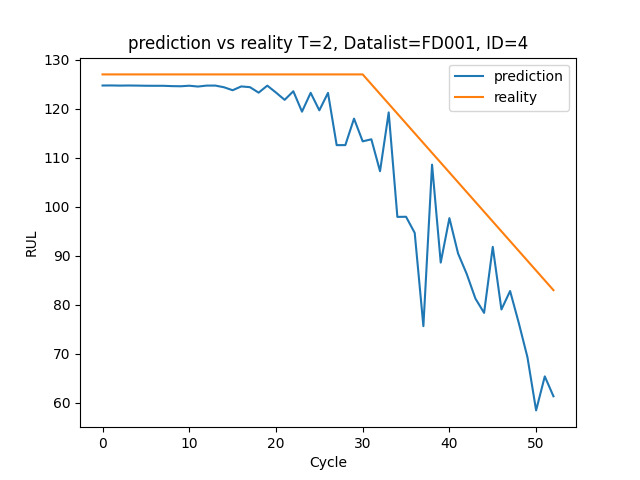 prediction vs reality T=2, Datalist=FD001, ID=4
prediction
reality
130
120
110
100
90
80
70
60
RUL
0 10 20 30 40 50
Cycle